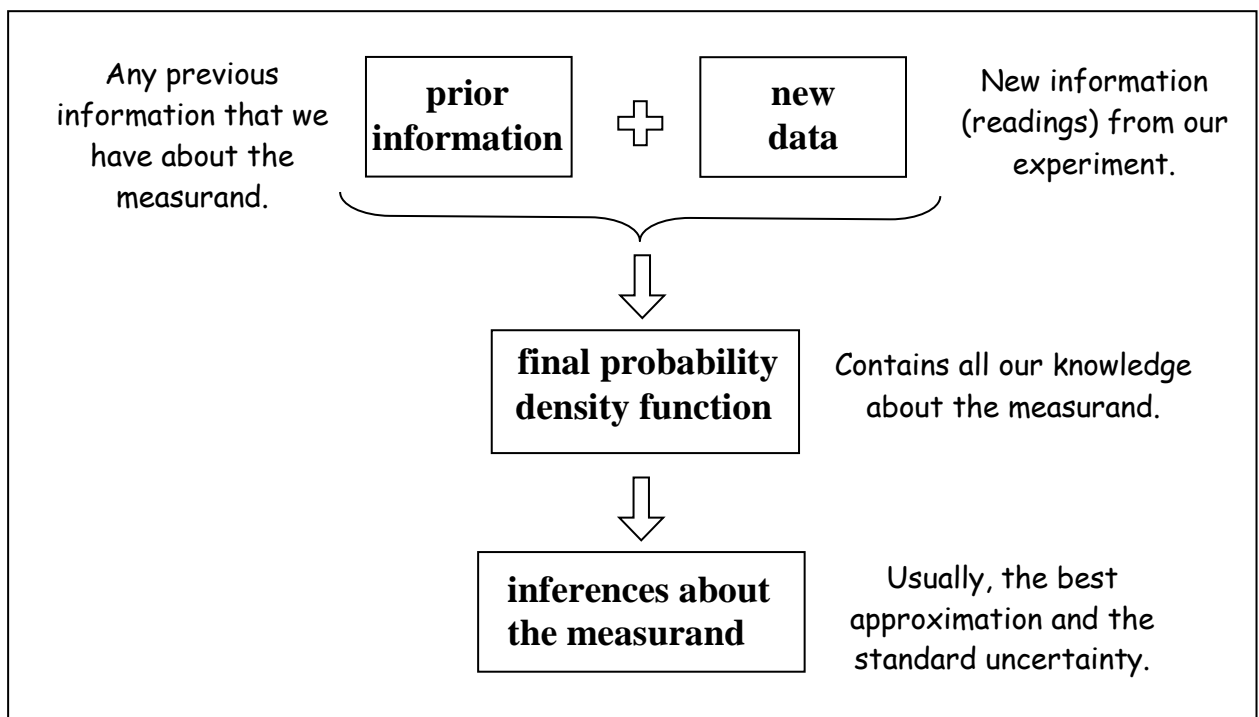 Any previous
information that we
have about the
measurand.
prior
information
new
data
New information
(readings) from our
experiment.
final probability
density function
Contains all our knowledge
about the measurand.
inferences about
the measurand
Usually, the best
approximation and the
standard uncertainty.